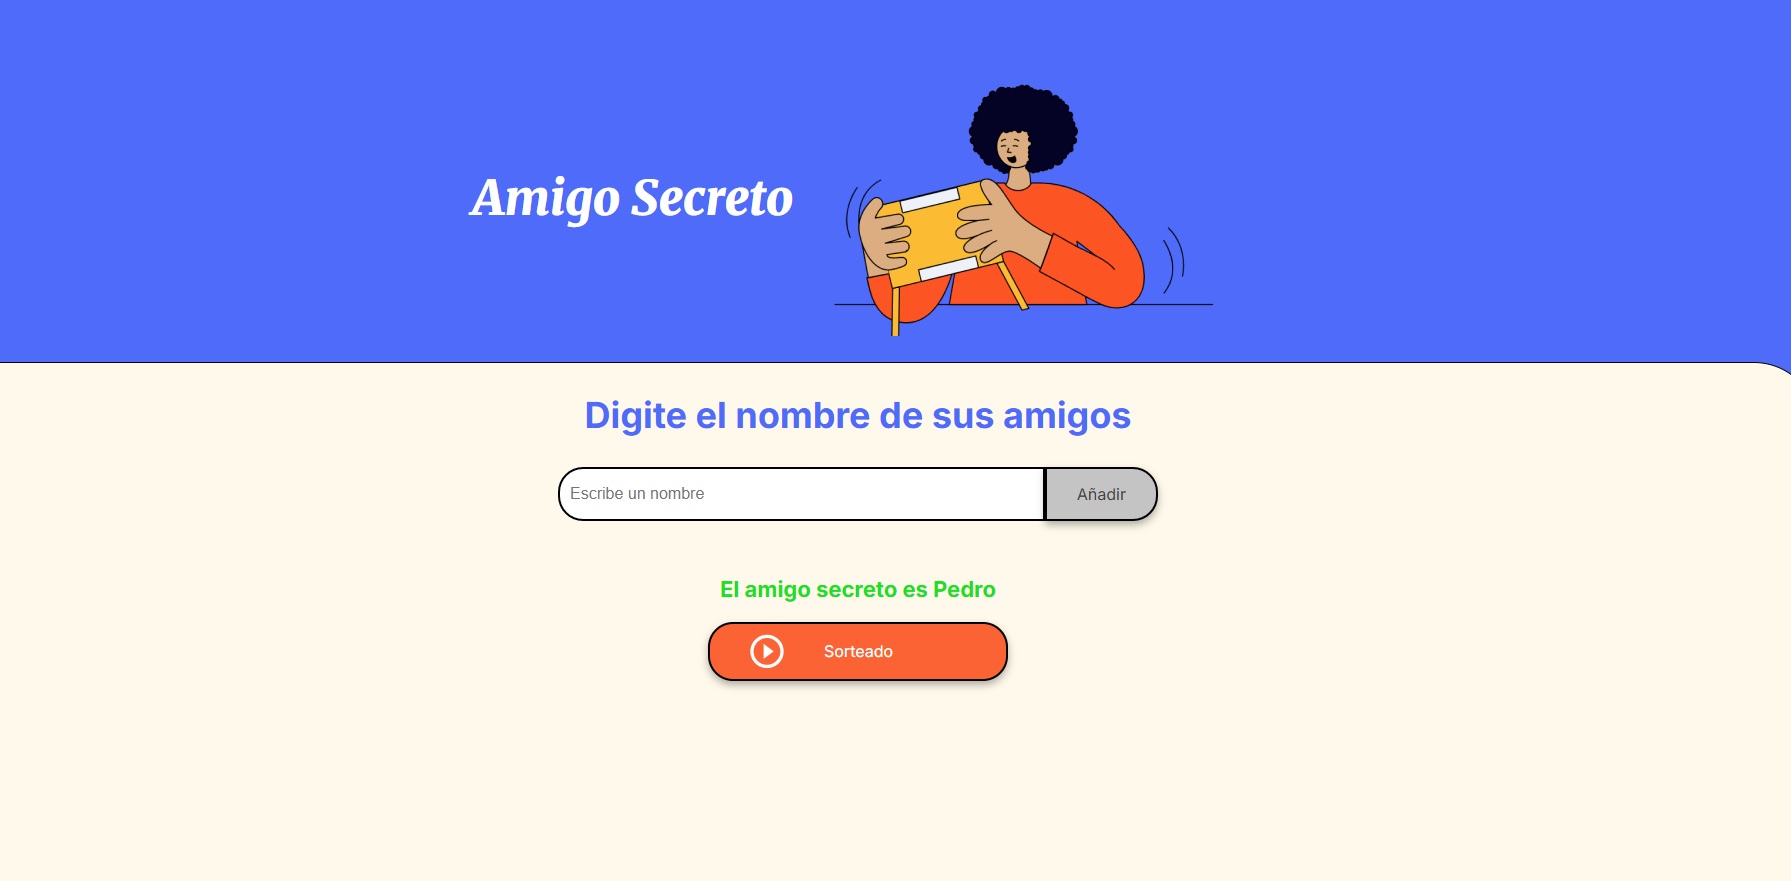 Amigo Secreto
Digite el nombre de sus amigos
Escribe un nombre
Añadir
El amigo secreto es Pedro
Sorteado